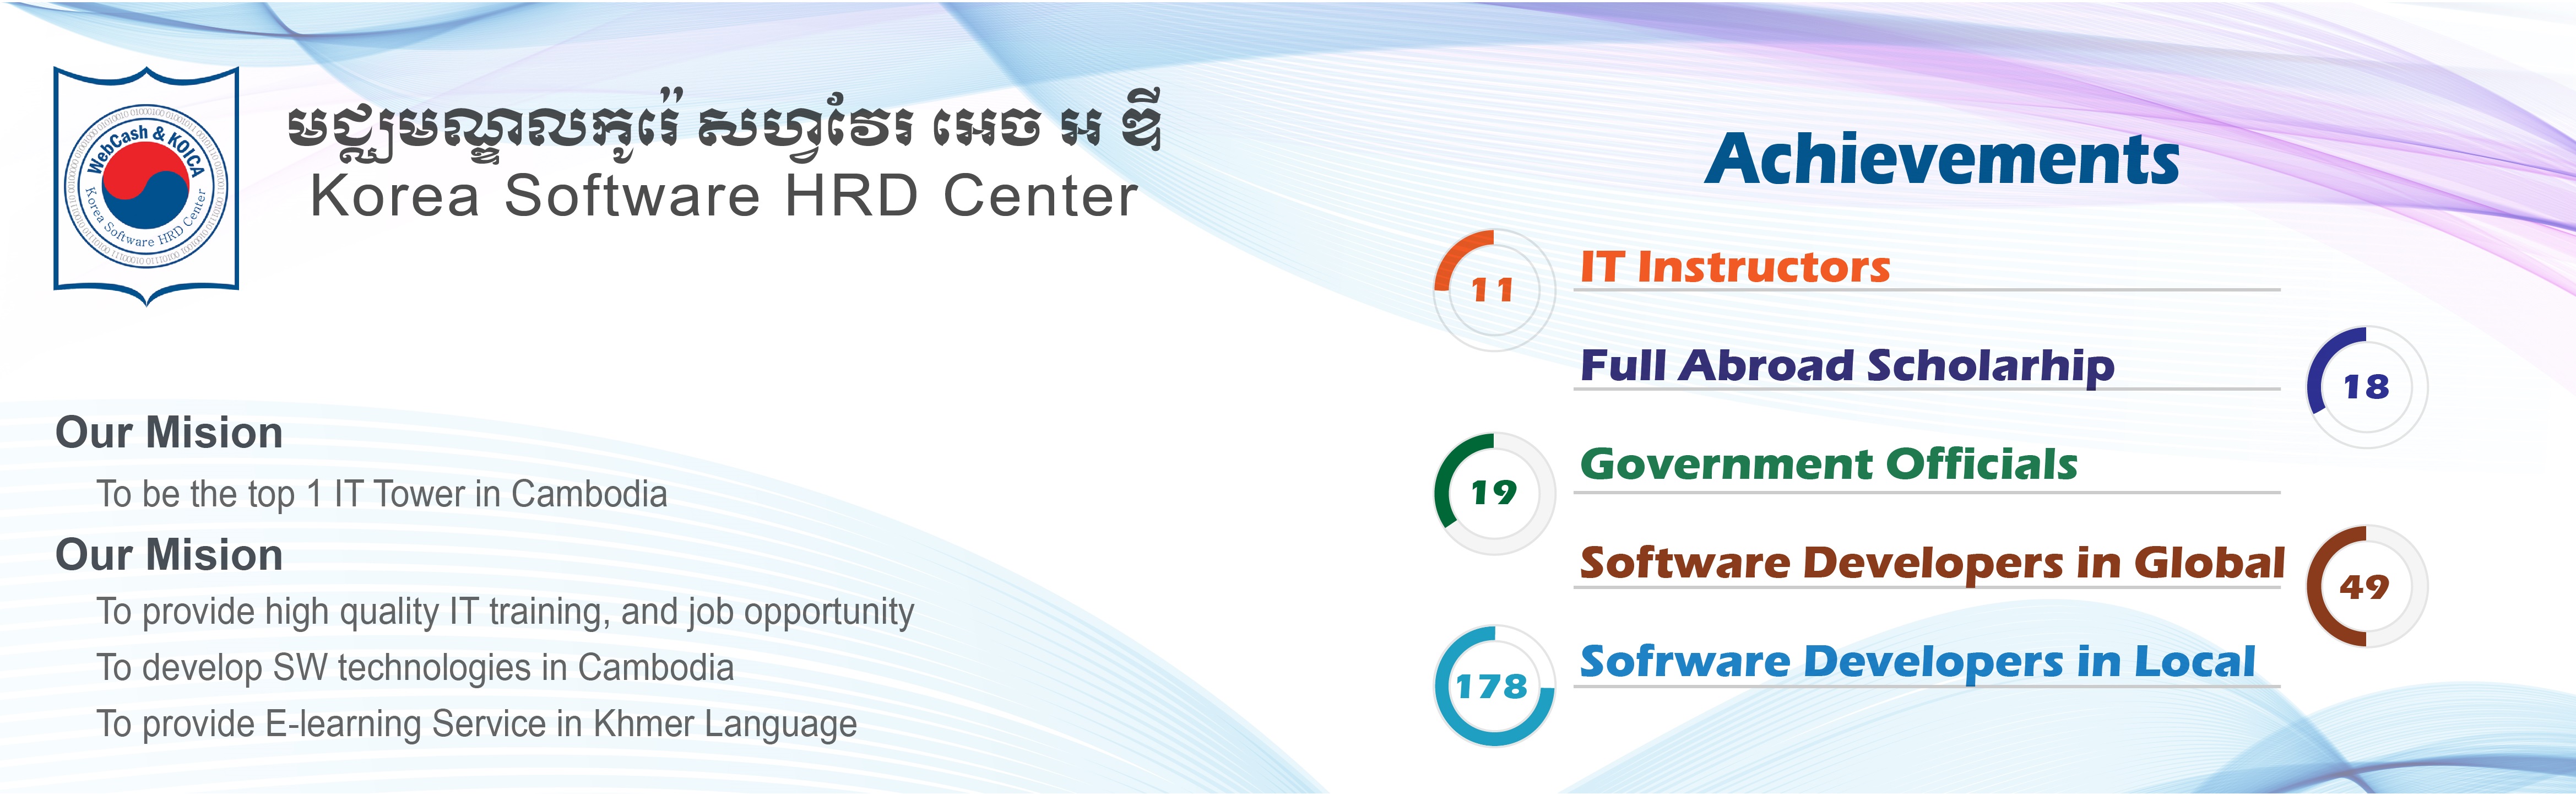 WebCash & KOICA
Korea Software HRD Center
មជ្ឈមណ្ឌលកូរ៉េ សហ្វវែរ អេច អ ឌី
Korea Software HRD Center
Our Mision
To be the top 1 IT Tower in Cambodia
Our Mision
To provide high quality IT training, and job opportunity
To develop SW technologies in Cambodia
To provide E-learning Service in Khmer Language
Achievements
11 IT Instructors
Full Abroad Scholarhip 18
19 Government Officials
Software Developers in Global 49
178 Sofrware Developers in Local